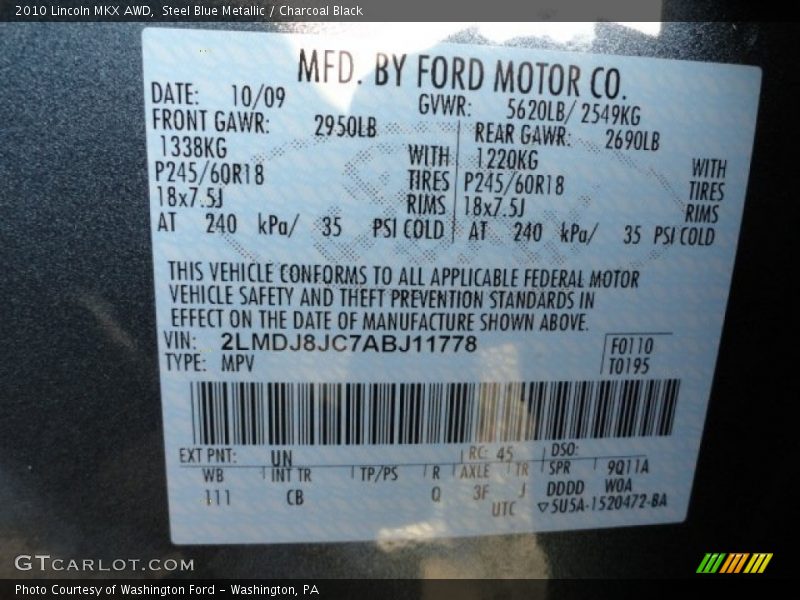 2010 Lincoln MKX AWD, Steel Blue Metallic / Charcoal Black
MFD. BY FORD MOTOR CO.
DATE: 10/09 GVWR: 5620LB/ 2549KG
FRONT GAWR: 2950LB REAR GAWR: 2690LB
1338KG WITH 1220KG WITH
P245/60R18 TIRES P245/60R18 TIRES
18x7.5J RIMS 18x7.5J RIMS
AT 240 kPa/ 35 PSI COLD AT 240 kPa/ 35 PSI COLD
THIS VEHICLE CONFORMS TO ALL APPLICABLE FEDERAL MOTOR
VEHICLE SAFETY AND THEFT PREVENTION STANDARDS IN
EFFECT ON THE DATE OF MANUFACTURE SHOWN ABOVE.
VIN: 2LMDJ8JC7ABJ11778 F0110
TYPE: MPV T0195
EXT PNT: UN RC: 45 DSO:
WB INT TR TP/PS R AXLE TR SPR 9Q11A
111 CB Q 3F J DDDD WOA
UTC ▽5U5A-1520472-BA
GTCARLOT.COM
Photo Courtesy of Washington Ford - Washington, PA